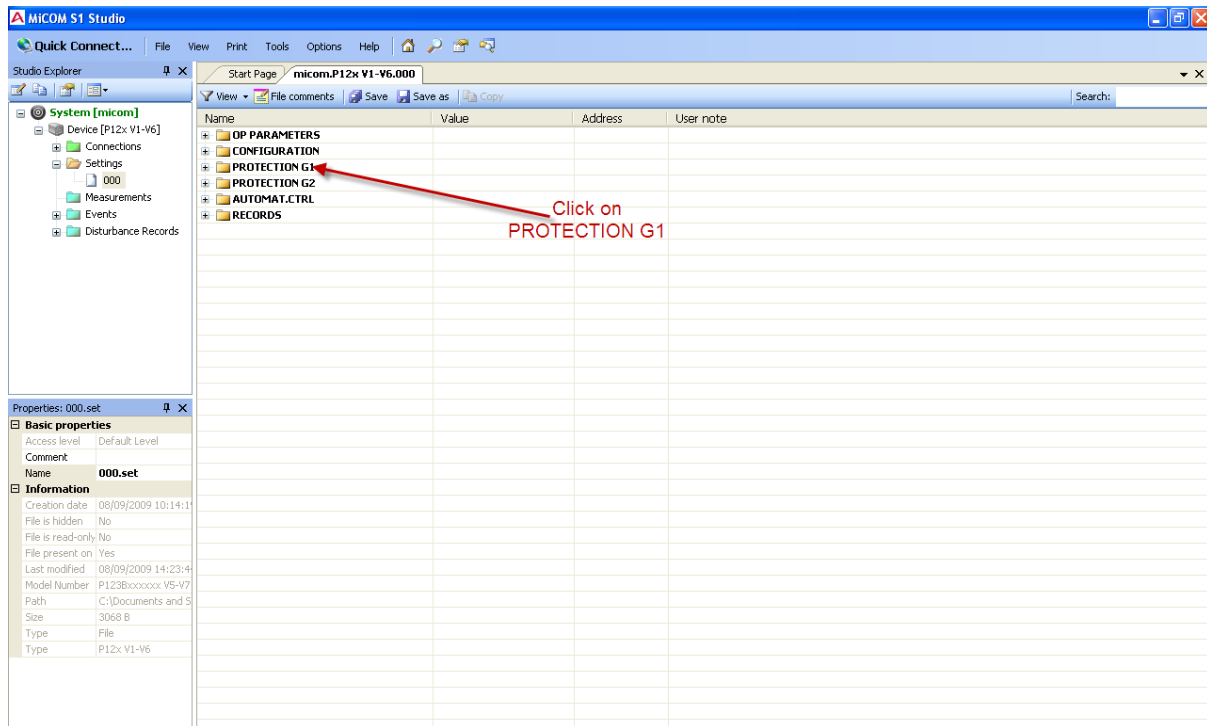 MiCOM S1 Studio
Quick Connect... File View Print Tools Options Help
Studio Explorer
Start Page micom.P12x V1-V6.000
View File comments Save Save as Copy Search:
System [micom]
Device [P12x V1-V6]
Connections
Settings
000
Measurements
Events
Disturbance Records
Name Value Address User note
OP PARAMETERS
CONFIGURATION
PROTECTION G1
PROTECTION G2
AUTOMAT.CTRL
RECORDS
Click on
PROTECTION G1
Properties: 000.set
Basic properties
Access level Default Level
Comment
Name 000.set
Information
Creation date 08/09/2009 10:14:1
File is hidden No
File is read-only No
File present on Yes
Last modified 08/09/2009 14:23:4
Model Number P123Bxxxxxx V5-V7
Path C:\Documents and S
Size 3068 B
Type File
Type P12x V1-V6